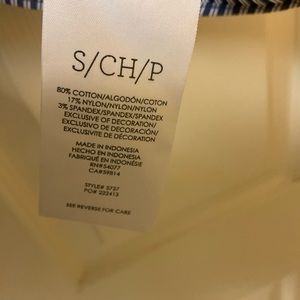 S/CH/P
80% COTTON/ALGODÓN/COTON
17% NYLON/NYLON/NYLON
3% SPANDEX/SPANDEX/SPANDEX
EXCLUSIVE OF DECORATION/
EXCLUSIVO DE DECORACIÓN/
EXCLUSIVITE DE DÉCORATION
MADE IN INDONESIA
HECHO EN INDONESIA
FABRIQUÉ EN INDONÉSIE
RN#54077
CA#59814
STYLE# 3737
PO# 222413
SEE REVERSE FOR CARE